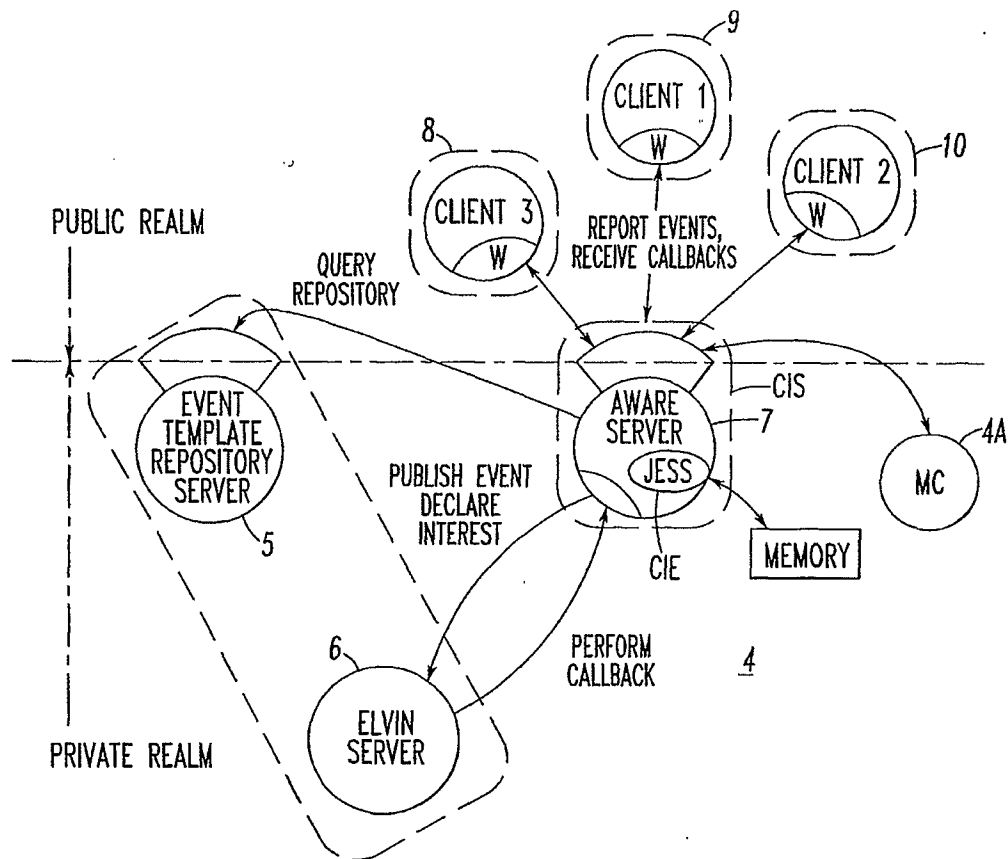 9
CLIENT 1
W
8
10
CLIENT 2
W
CLIENT 3
W
PUBLIC REALM
REPORT EVENTS,
RECEIVE CALLBACKS
QUERY
REPOSITORY
CIS
EVENT
TEMPLATE
REPOSITORY
SERVER
5
AWARE
SERVER
7
JESS
4A
MC
PUBLISH EVENT
DECLARE
INTEREST
CIE
MEMORY
6
PERFORM
CALLBACK
4
ELVIN
SERVER
PRIVATE REALM